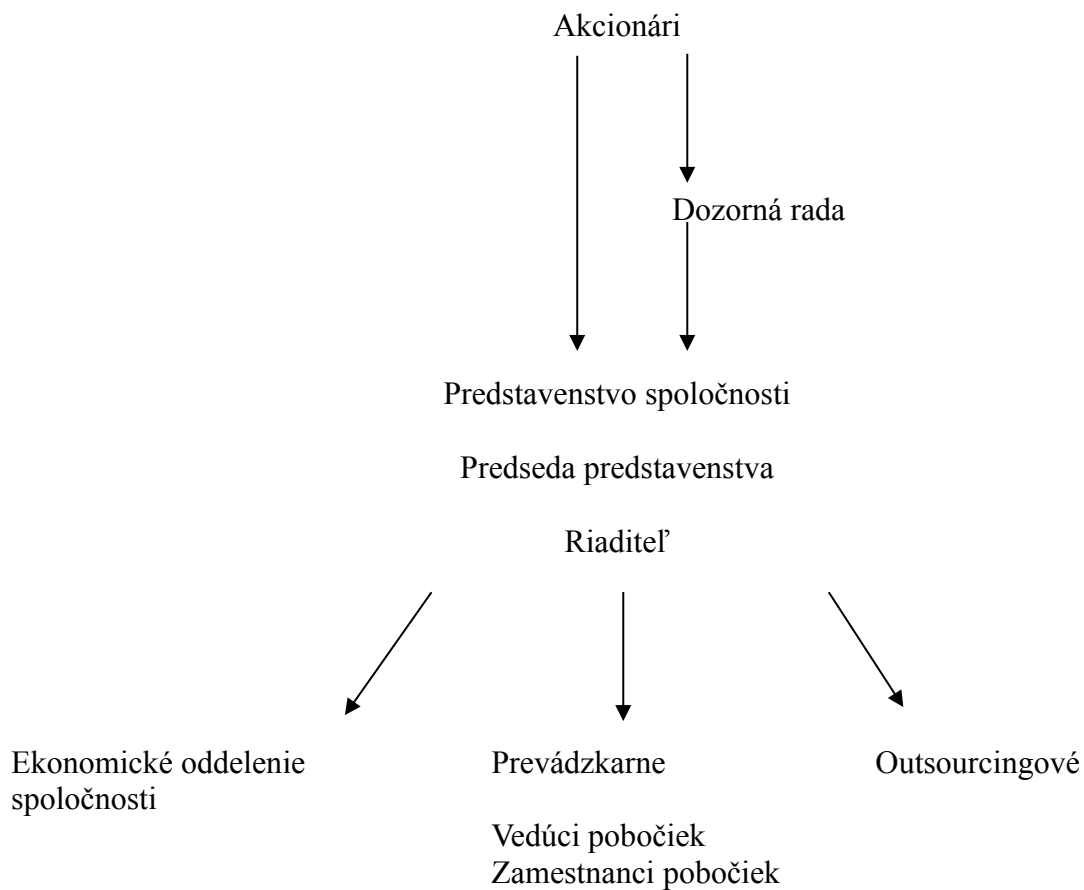 Akcionári
Dozorná rada
Predstavenstvo spoločnosti
Predseda predstavenstva
Riaditeľ
Ekonomické oddelenie
spoločnosti
Prevádzkarne
Vedúci pobočiek
Zamestnanci pobočiek
Outsourcingové